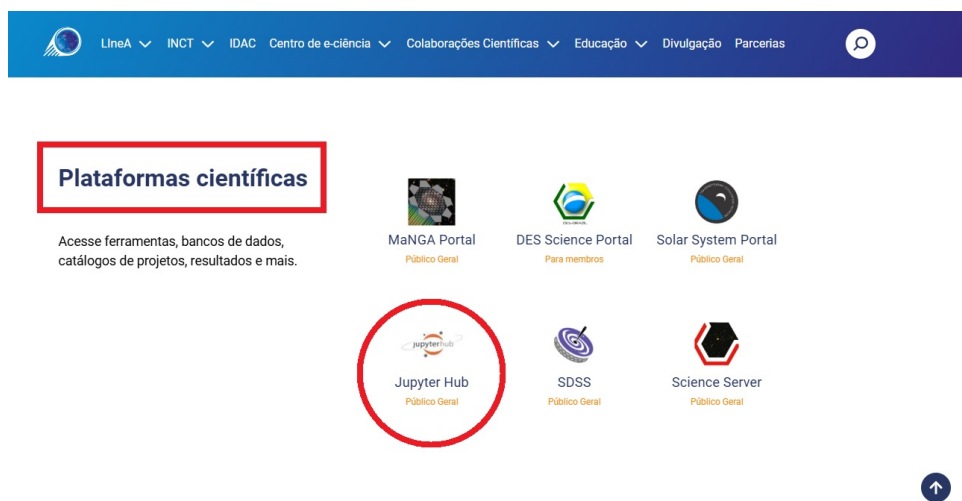 LIneA INCT IDAC Centro de e-ciência Colaborações Científicas Educação Divulgação Parcerias
Plataformas científicas
Acesse ferramentas, bancos de dados,
catálogos de projetos, resultados e mais.
MaNGA Portal
Público Geral
DES-BRAZIL
DES Science Portal
Para membros
Solar System Portal
Público Geral
jupyterhub
Jupyter Hub
Público Geral
SDSS
Público Geral
Science Server
Público Geral